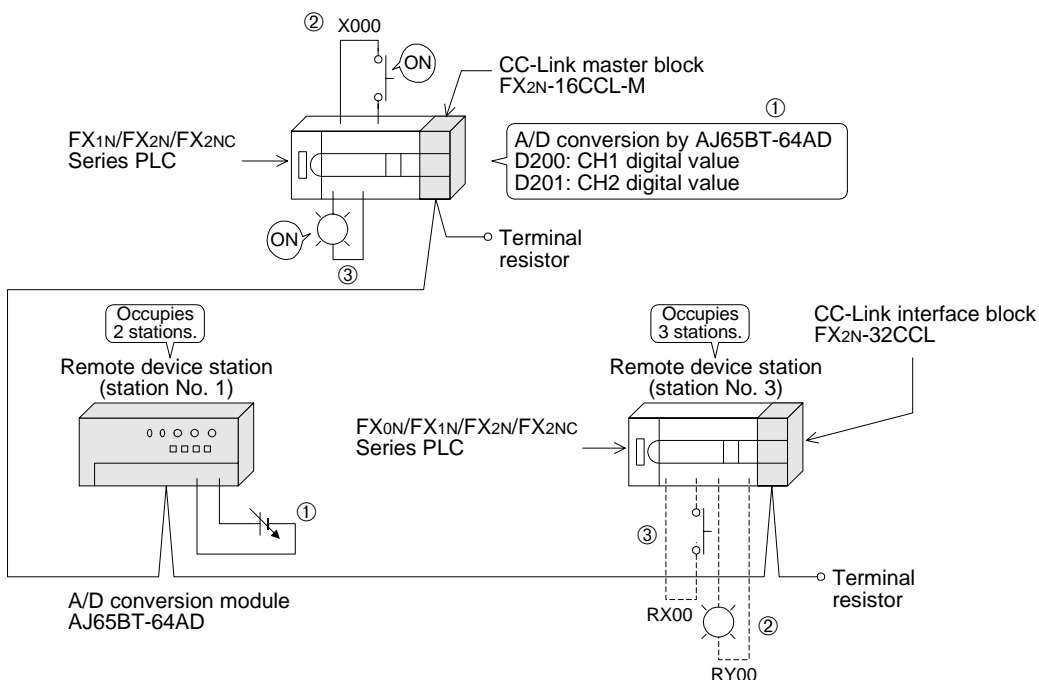 ② X000
ON
CC-Link master block
FX2N-16CCL-M
①
FX1N/FX2N/FX2NC
Series PLC
A/D conversion by AJ65BT-64AD
D200: CH1 digital value
D201: CH2 digital value
ON
③
Terminal
resistor
Occupies
2 stations.
Remote device station
(station No. 1)
Occupies
3 stations.
Remote device station
(station No. 3)
CC-Link interface block
FX2N-32CCL
FX0N/FX1N/FX2N/FX2NC
Series PLC
①
③
A/D conversion module
AJ65BT-64AD
RX00
②
RY00
Terminal
resistor